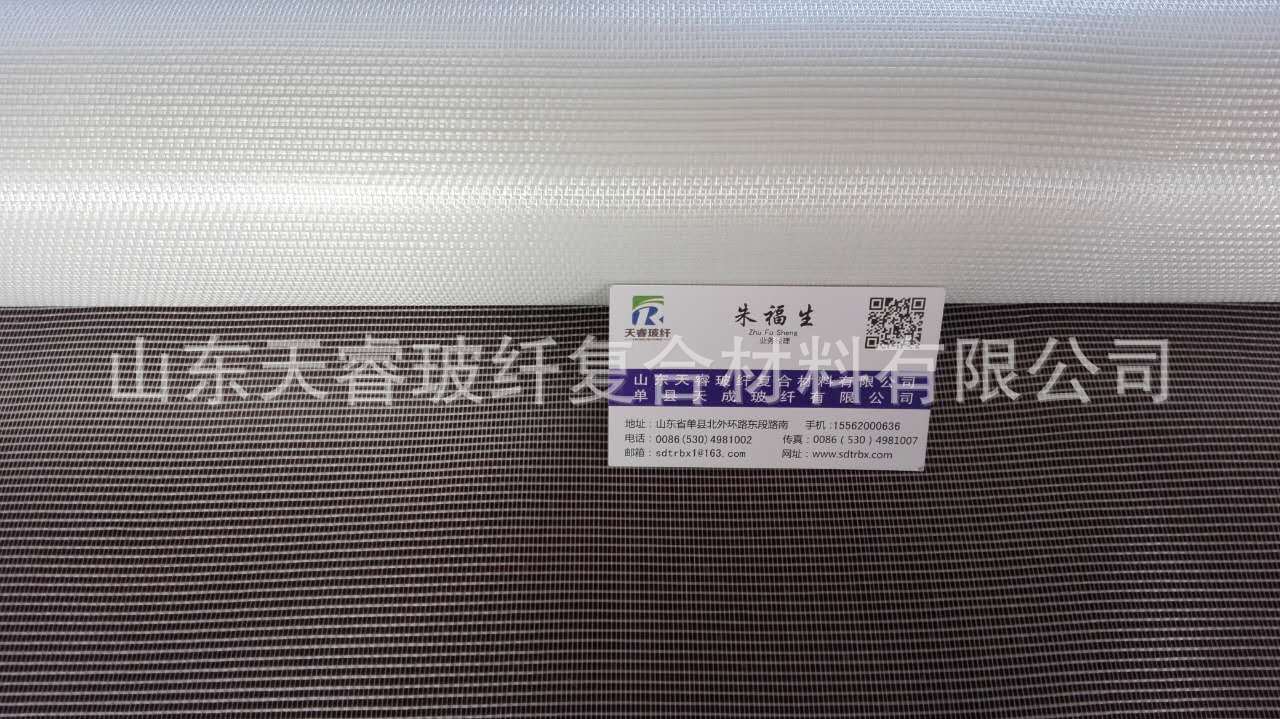 天睿玻纤
朱福生
Zhu Fu Sheng
业务经理
山东天睿玻纤复合材料有限公司
山东天睿玻纤复合材料有限公司
单县天成玻纤有限公司
地址：山东省单县北外环路东段路南 手机：15562000636
电话：0086(530)4981002 传真：0086（530）4981007
邮箱：sdtrbx1@163.com 网址：www.sdtrbx.com